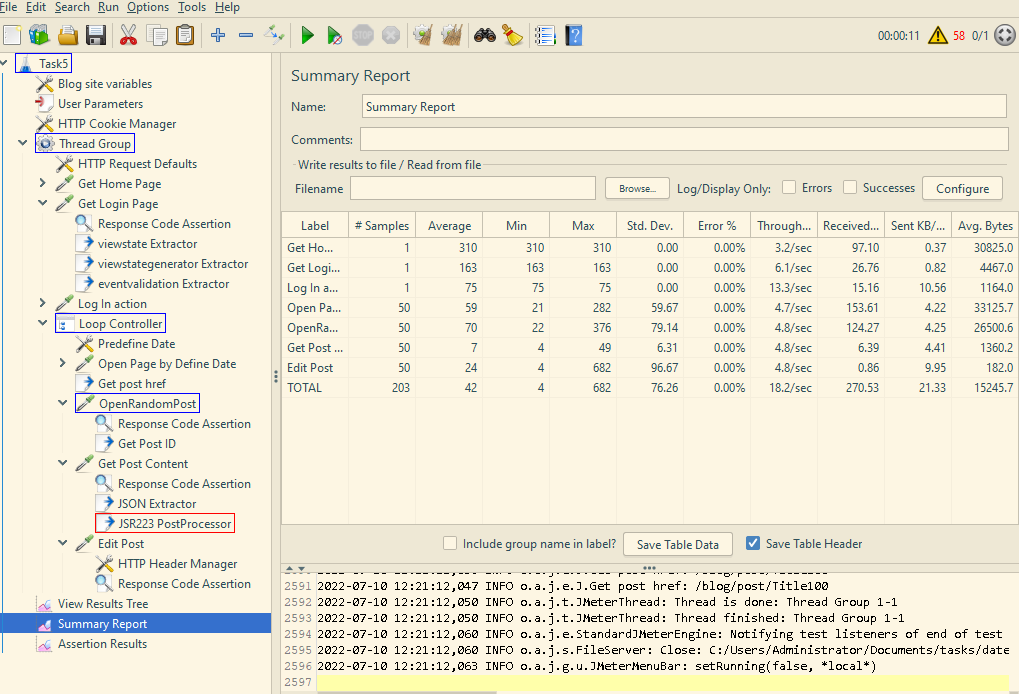 File Edit Search Run Options Tools Help
00:00:11 58 0/1
Task5
Blog site variables
User Parameters
HTTP Cookie Manager
Thread Group
HTTP Request Defaults
Get Home Page
Get Login Page
Response Code Assertion
viewstate Extractor
viewstategenerator Extractor
eventvalidation Extractor
Log In action
Loop Controller
Predefine Date
Open Page by Define Date
Get post href
OpenRandomPost
Response Code Assertion
Get Post ID
Get Post Content
Response Code Assertion
JSON Extractor
JSR223 PostProcessor
Edit Post
HTTP Header Manager
Response Code Assertion
View Results Tree
Summary Report
Assertion Results
Summary Report
Name: Summary Report
Comments:
Write results to file / Read from file
Filename Browse... Log/Display Only: Errors Successes Configure
Label # Samples Average Min Max Std. Dev. Error % Through... Received... Sent KB/... Avg. Bytes
Get Ho... 1 310 310 310 0.00 0.00% 3.2/sec 97.10 0.37 30825.0
Get Logi... 1 163 163 163 0.00 0.00% 6.1/sec 26.76 0.82 4467.0
Log In a... 1 75 75 75 0.00 0.00% 13.3/sec 15.16 10.56 1164.0
Open Pa... 50 59 21 282 59.67 0.00% 4.7/sec 153.61 4.22 33125.7
OpenRa... 50 70 22 376 79.14 0.00% 4.8/sec 124.27 4.25 26500.6
Get Post ... 50 7 4 49 6.31 0.00% 4.8/sec 6.39 4.41 1360.2
Edit Post 50 24 4 682 96.67 0.00% 4.8/sec 0.86 9.95 182.0
TOTAL 203 42 4 682 76.26 0.00% 18.2/sec 270.53 21.33 15245.7
Include group name in label? Save Table Data Save Table Header
2591 2022-07-10 12:21:12,047 INFO o.a.j.e.J.Get post href: /blog/post/Title100
2592 2022-07-10 12:21:12,050 INFO o.a.j.t.JMeterThread: Thread is done: Thread Group 1-1
2593 2022-07-10 12:21:12,050 INFO o.a.j.t.JMeterThread: Thread finished: Thread Group 1-1
2594 2022-07-10 12:21:12,060 INFO o.a.j.e.StandardJMeterEngine: Notifying test listeners of end of test
2595 2022-07-10 12:21:12,060 INFO o.a.j.s.FileServer: Close: C:/Users/Administrator/Documents/tasks/date
2596 2022-07-10 12:21:12,063 INFO o.a.j.g.u.JMeterMenuBar: setRunning(false, *local*)
2597